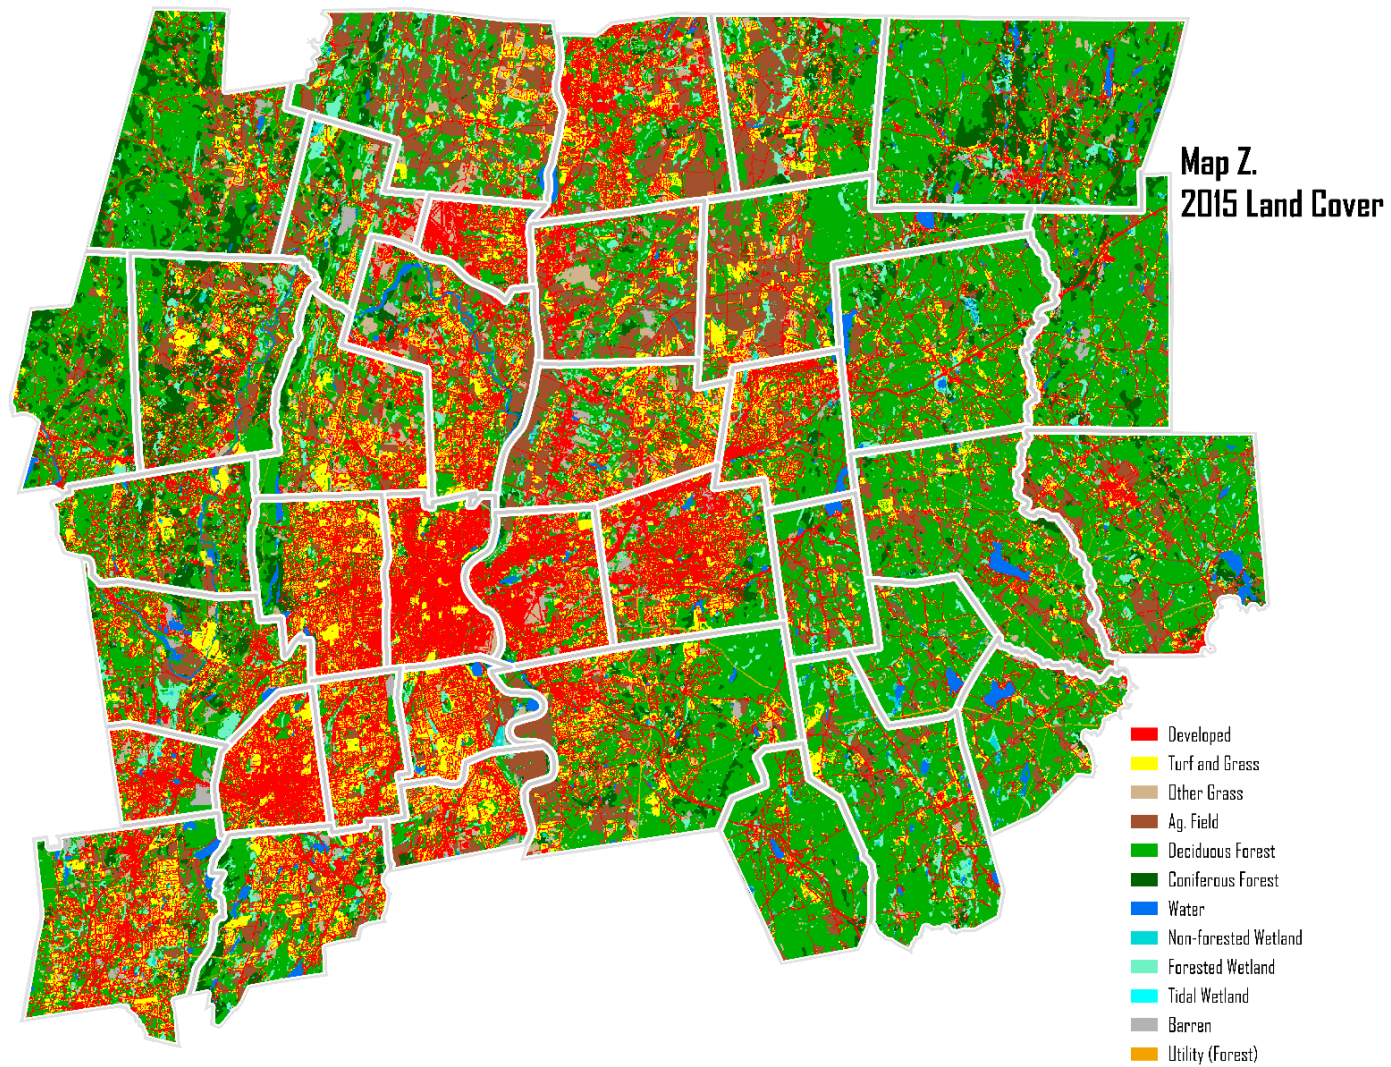 Map Z.
2015 Land Cover
Developed
Turf and Grass
Other Grass
Ag. Field
Deciduous Forest
Coniferous Forest
Water
Non-forested Wetland
Forested Wetland
Tidal Wetland
Barren
Utility (Forest)